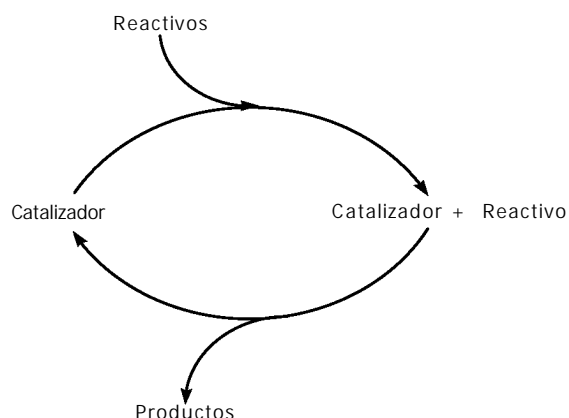 Reactivos
Catalizador
Catalizador + Reactivo
Productos